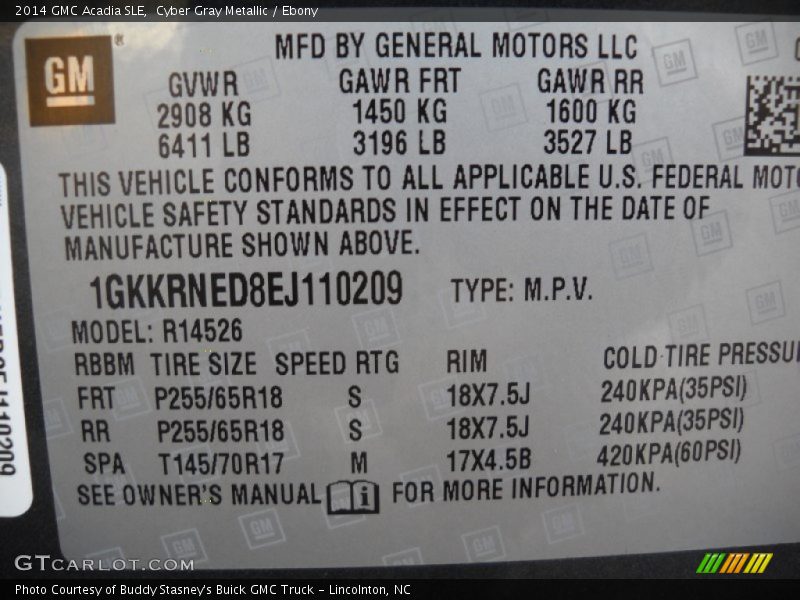 2014 GMC Acadia SLE,  Cyber Gray Metallic / Ebony
GM ®
MFD BY GENERAL MOTORS LLC
GVWR GAWR FRT GAWR RR
2908 KG 1450 KG 1600 KG
6411 LB 3196 LB 3527 LB
THIS VEHICLE CONFORMS TO ALL APPLICABLE U.S. FEDERAL MOTO
VEHICLE SAFETY STANDARDS IN EFFECT ON THE DATE OF
MANUFACTURE SHOWN ABOVE.
1GKKRNED8EJ110209 TYPE: M.P.V.
MODEL: R14526
RBBM TIRE SIZE SPEED RTG RIM COLD TIRE PRESSU
FRT P255/65R18 S 18X7.5J 240KPA(35PSI)
RR P255/65R18 S 18X7.5J 240KPA(35PSI)
SPA T145/70R17 M 17X4.5B 420KPA(60PSI)
SEE OWNER'S MANUAL i FOR MORE INFORMATION.
GTCarLot.com
Photo Courtesy of Buddy Stasney's Buick GMC Truck - Lincolnton, NC